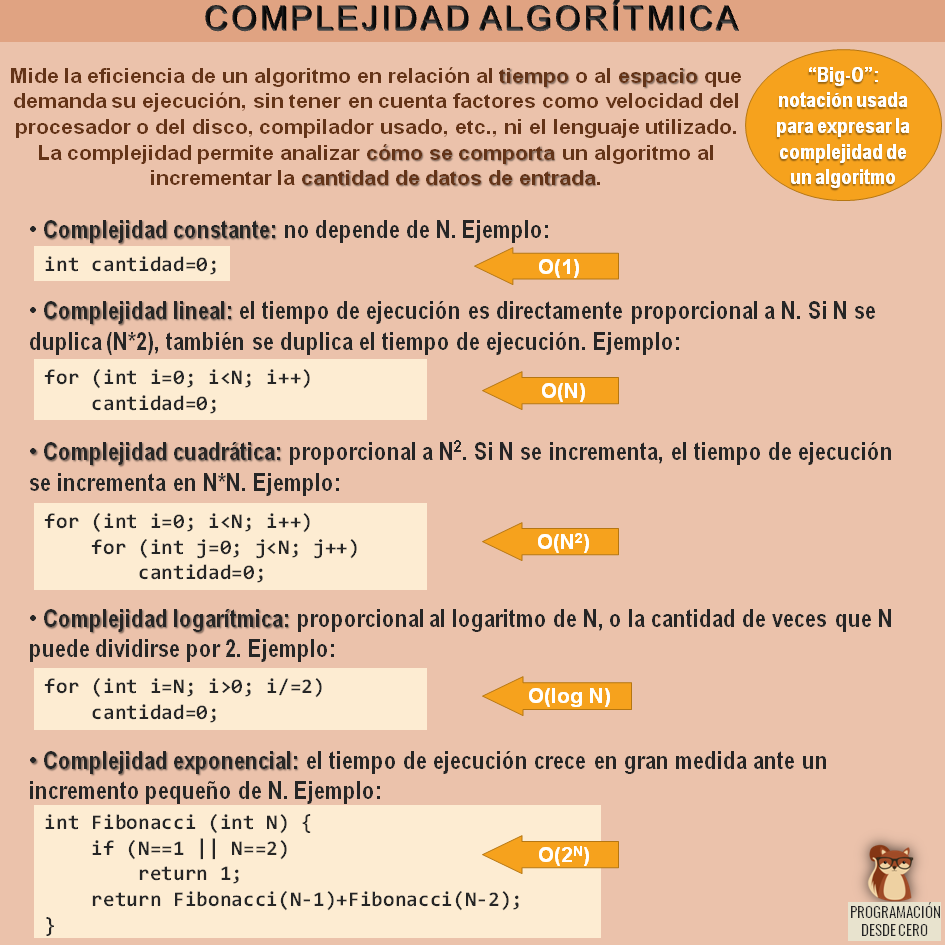 COMPLEJIDAD ALGORÍTMICA
Mide la eficiencia de un algoritmo en relación al tiempo o al espacio que
demanda su ejecución, sin tener en cuenta factores como velocidad del
procesador o del disco, compilador usado, etc., ni el lenguaje utilizado.
La complejidad permite analizar cómo se comporta un algoritmo al
incrementar la cantidad de datos de entrada.
“Big-O”:
notación usada
para expresar la
complejidad de
un algoritmo
• Complejidad constante: no depende de N. Ejemplo:
int cantidad=0;
O(1)
• Complejidad lineal: el tiempo de ejecución es directamente proporcional a N. Si N se
duplica (N*2), también se duplica el tiempo de ejecución. Ejemplo:
for (int i=0; i<N; i++)
    cantidad=0;
O(N)
• Complejidad cuadrática: proporcional a N². Si N se incrementa, el tiempo de ejecución
se incrementa en N*N. Ejemplo:
for (int i=0; i<N; i++)
    for (int j=0; j<N; j++)
        cantidad=0;
O(N²)
• Complejidad logarítmica: proporcional al logaritmo de N, o la cantidad de veces que N
puede dividirse por 2. Ejemplo:
for (int i=N; i>0; i/=2)
    cantidad=0;
O(log N)
• Complejidad exponencial: el tiempo de ejecución crece en gran medida ante un
incremento pequeño de N. Ejemplo:
int Fibonacci (int N) {
    if (N==1 || N==2)
        return 1;
    return Fibonacci(N-1)+Fibonacci(N-2);
}
O(2ᴺ)
PROGRAMACIÓN
DESDE CERO